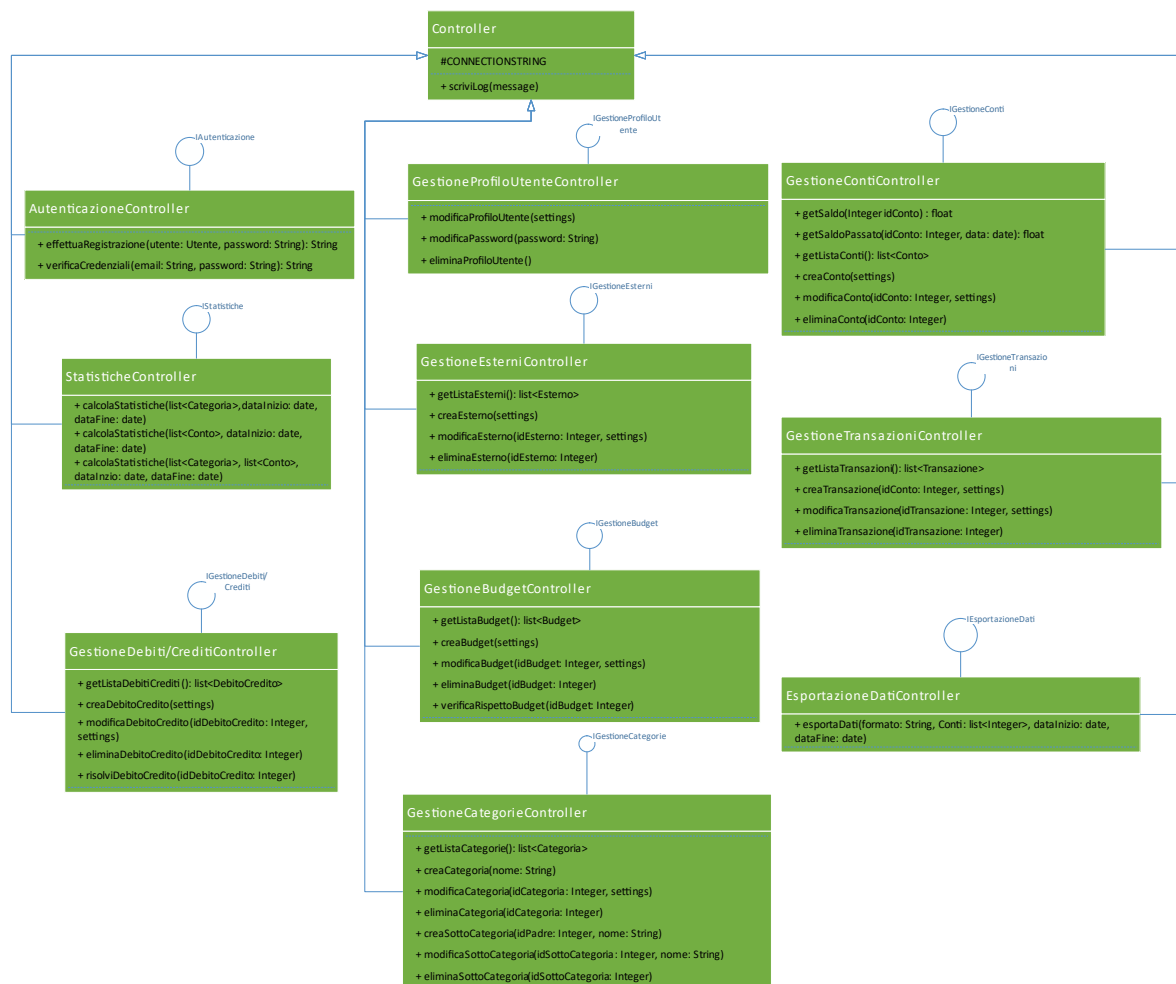 Controller
#CONNECTIONSTRING
+ scriviLog(message)
IAutenticazione
AutenticazioneController
+ effettuaRegistrazione(utente: Utente, password: String): String
+ verificaCredenziali(email: String, password: String): String
IStatistiche
StatisticheController
+ calcolaStatistiche(list<Categoria>,dataInizio: date,
dataFine: date)
+ calcolaStatistiche(list<Conto>, dataInizio: date,
dataFine: date)
+ calcolaStatistiche(list<Categoria>, list<Conto>,
dataInzio: date, dataFine: date)
IGestioneDebiti/
Crediti
GestioneDebiti/CreditiController
+ getListaDebitiCrediti(): list<DebitoCredito>
+ creaDebitoCredito(settings)
+ modificaDebitoCredito(idDebitoCredito: Integer,
settings)
+ eliminaDebitoCredito(idDebitoCredito: Integer)
+ risolviDebitoCredito(idDebitoCredito: Integer)
IGestioneProfiloUt
ente
GestioneProfiloUtenteController
+ modificaProfiloUtente(settings)
+ modificaPassword(password: String)
+ eliminaProfiloUtente()
IGestioneEsterni
GestioneEsterniController
+ getListaEsterni(): list<Esterno>
+ creaEsterno(settings)
+ modificaEsterno(idEsterno: Integer, settings)
+ eliminaEsterno(idEsterno: Integer)
IGestioneBudget
GestioneBudgetController
+ getListaBudget(): list<Budget>
+ creaBudget(settings)
+ modificaBudget(idBudget: Integer, settings)
+ eliminaBudget(idBudget: Integer)
+ verificaRispettoBudget(idBudget: Integer)
IGestioneCategorie
GestioneCategorieController
+ getListaCategorie(): list<Categoria>
+ creaCategoria(nome: String)
+ modificaCategoria(idCategoria: Integer, settings)
+ eliminaCategoria(idCategoria: Integer)
+ creaSottoCategoria(idPadre: Integer, nome: String)
+ modificaSottoCategoria(idSottoCategoria: Integer, nome: String)
+ eliminaSottoCategoria(idSottoCategoria: Integer)
IGestioneConti
GestioneContiController
+ getSaldo(Integer idConto) : float
+ getSaldoPassato(idConto: Integer, data: date): float
+ getListaConti(): list<Conto>
+ creaConto(settings)
+ modificaConto(idConto: Integer, settings)
+ eliminaConto(idConto: Integer)
IGestioneTransazio
ni
GestioneTransazioniController
+ getListaTransazioni(): list<Transazione>
+ creaTransazione(idConto: Integer, settings)
+ modificaTransazione(idTransazione: Integer, settings)
+ eliminaTransazione(idTransazione: Integer)
IEsportazioneDati
EsportazioneDatiController
+ esportaDati(formato: String, Conti: list<Integer>, dataInizio: date,
dataFine: date)